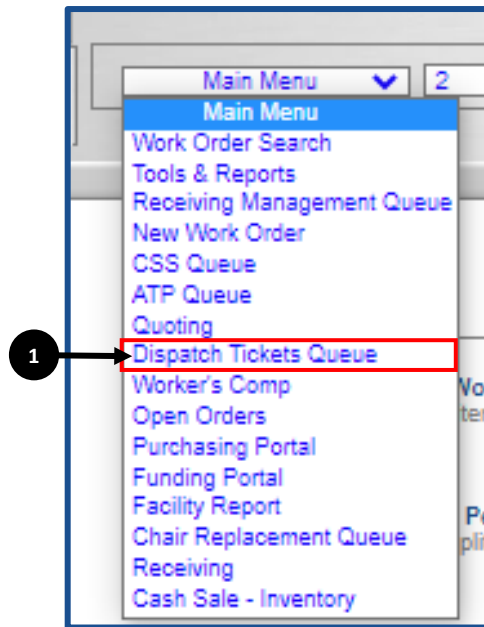 Main Menu
2
Main Menu
Work Order Search
Tools & Reports
Receiving Management Queue
New Work Order
CSS Queue
ATP Queue
Quoting
1
Dispatch Tickets Queue
Worker's Comp
Open Orders
Purchasing Portal
Funding Portal
Facility Report
Chair Replacement Queue
Receiving
Cash Sale - Inventory